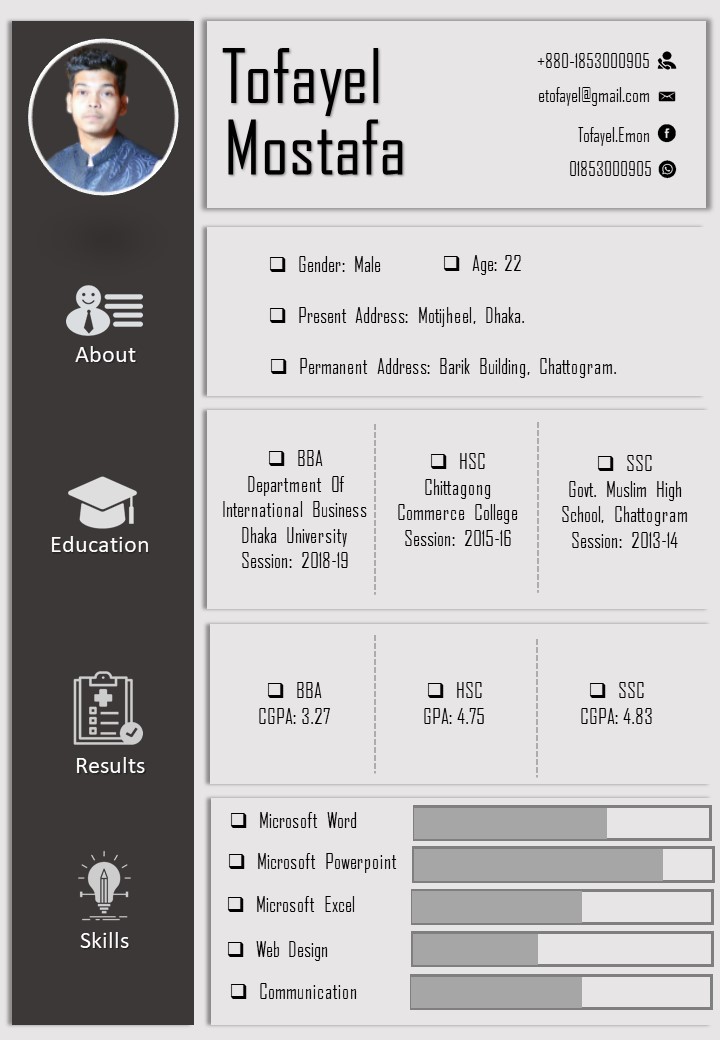 Tofayel
Mostafa
+880-1853000905
etofayel@gmail.com
Tofayel.Emon
01853000905
About
Gender: Male
Age: 22
Present Address: Motijheel, Dhaka.
Permanent Address: Barik Building, Chattogram.
Education
BBA
Department Of
International Business
Dhaka University
Session: 2018-19
HSC
Chittagong
Commerce College
Session: 2015-16
SSC
Govt. Muslim High
School, Chattogram
Session: 2013-14
Results
BBA
CGPA: 3.27
HSC
GPA: 4.75
SSC
CGPA: 4.83
Skills
Microsoft Word
Microsoft Powerpoint
Microsoft Excel
Web Design
Communication